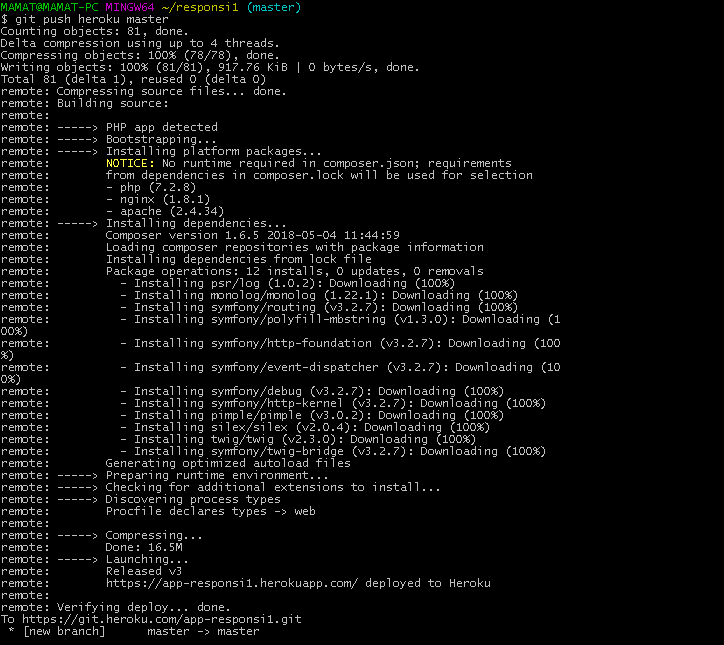 MAMAT@MAMAT-PC MINGW64 ~/responsi1 (master)
$ git push heroku master
Counting objects: 81, done.
Delta compression using up to 4 threads.
Compressing objects: 100% (78/78), done.
Writing objects: 100% (81/81), 917.76 KiB | 0 bytes/s, done.
Total 81 (delta 1), reused 0 (delta 0)
remote: Compressing source files... done.
remote: Building source:
remote:
remote: -----> PHP app detected
remote: -----> Bootstrapping...
remote: -----> Installing platform packages...
remote:        NOTICE: No runtime required in composer.json; requirements
remote:        from dependencies in composer.lock will be used for selection
remote:        - php (7.2.8)
remote:        - nginx (1.8.1)
remote:        - apache (2.4.34)
remote: -----> Installing dependencies...
remote:        Composer version 1.6.5 2018-05-04 11:44:59
remote:        Loading composer repositories with package information
remote:        Installing dependencies from lock file
remote:        Package operations: 12 installs, 0 updates, 0 removals
remote:          - Installing psr/log (1.0.2): Downloading (100%)
remote:          - Installing monolog/monolog (1.22.1): Downloading (100%)
remote:          - Installing symfony/routing (v3.2.7): Downloading (100%)
remote:          - Installing symfony/polyfill-mbstring (v1.3.0): Downloading (1
00%)
remote:          - Installing symfony/http-foundation (v3.2.7): Downloading (100
%)
remote:          - Installing symfony/event-dispatcher (v3.2.7): Downloading (10
0%)
remote:          - Installing symfony/debug (v3.2.7): Downloading (100%)
remote:          - Installing symfony/http-kernel (v3.2.7): Downloading (100%)
remote:          - Installing pimple/pimple (v3.0.2): Downloading (100%)
remote:          - Installing silex/silex (v2.0.4): Downloading (100%)
remote:          - Installing twig/twig (v2.3.0): Downloading (100%)
remote:          - Installing symfony/twig-bridge (v3.2.7): Downloading (100%)
remote:        Generating optimized autoload files
remote: -----> Preparing runtime environment...
remote: -----> Checking for additional extensions to install...
remote: -----> Discovering process types
remote:        Procfile declares types -> web
remote:
remote: -----> Compressing...
remote:        Done: 16.5M
remote: -----> Launching...
remote:        Released v3
remote:        https://app-responsi1.herokuapp.com/ deployed to Heroku
remote:
remote: Verifying deploy... done.
To https://git.heroku.com/app-responsi1.git
 * [new branch]      master -> master